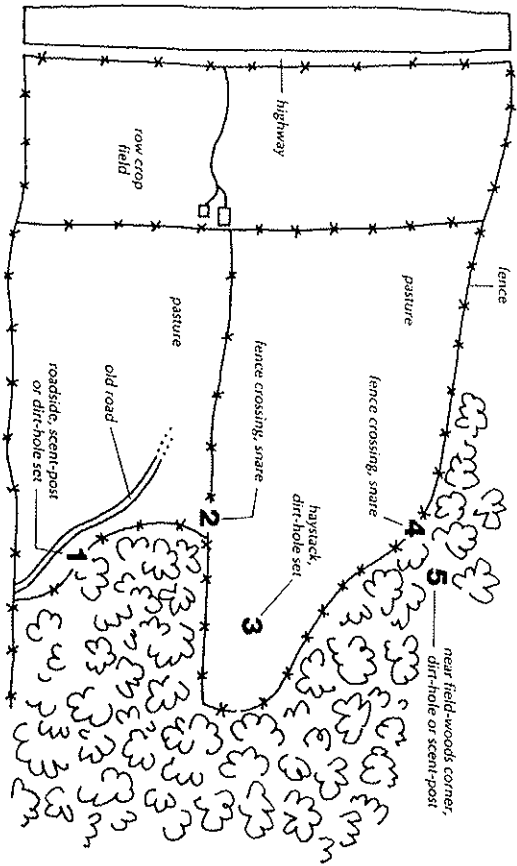 highway
row crop
field
fence
pasture
pasture
fence crossing, snare
fence crossing, snare
old road
roadside, scent-post
or dirt-hole set
haystack,
dirt-hole set
near field-woods corner,
dirt-hole or scent-post
1
2
3
4
5